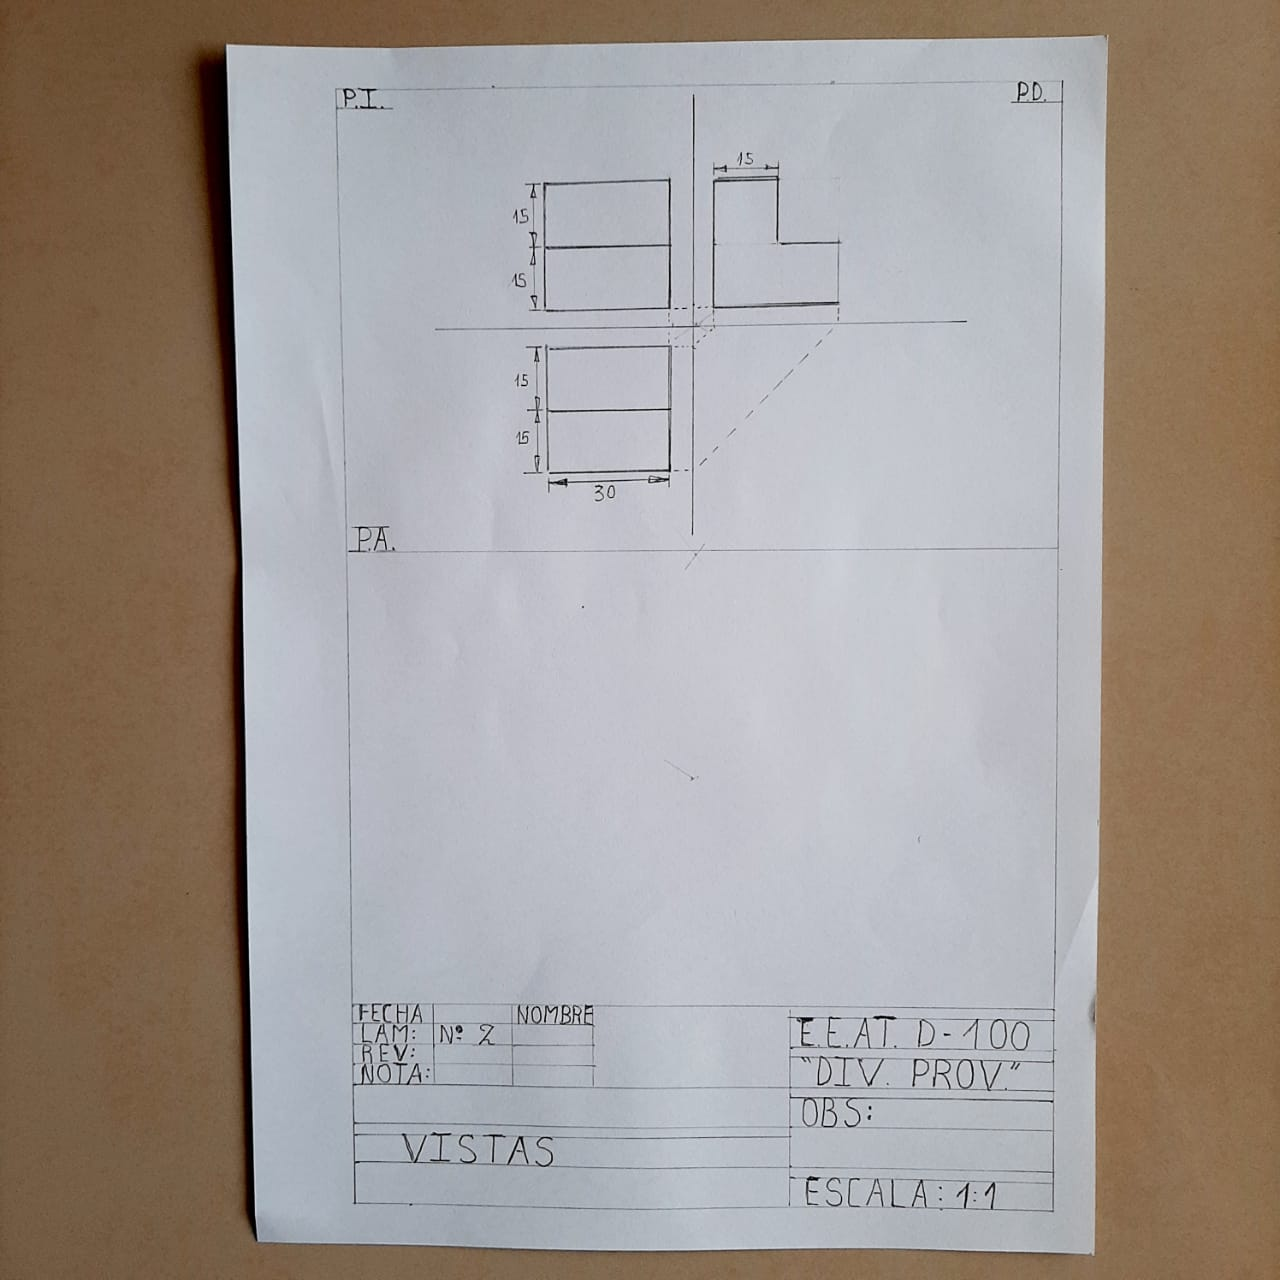 P.I.
P.D.
15
15
15
15
15
30
P.A.
FECHA NOMBRE
LAM: Nº 2
REV:
NOTA:
E.E.AT. D-100
"DIV. PROV."
OBS:
VISTAS
ESCALA: 1:1